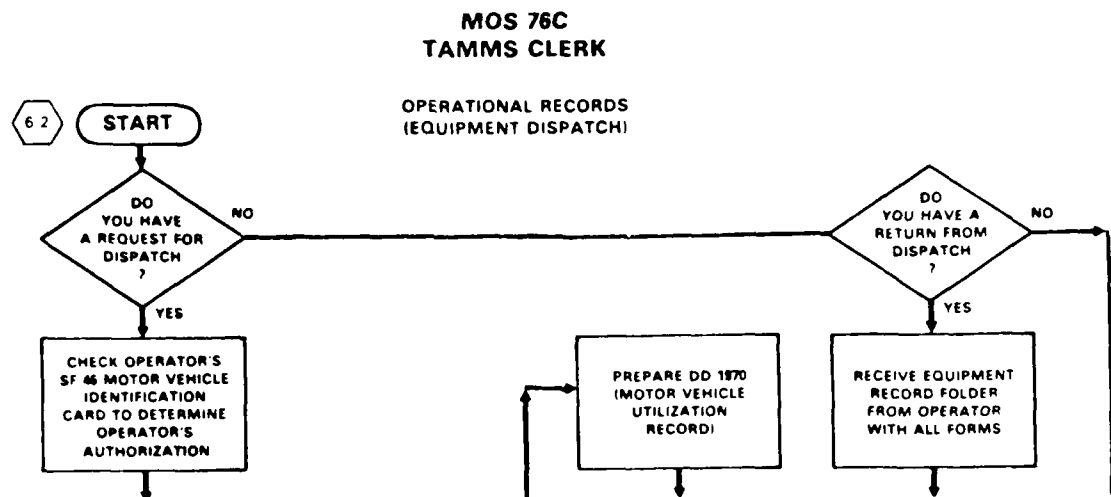 MOS 76C
TAMMS CLERK
OPERATIONAL RECORDS
(EQUIPMENT DISPATCH)
6 2
START
DO
YOU HAVE
A REQUEST FOR
DISPATCH
?
NO
YES
DO
YOU HAVE A
RETURN FROM
DISPATCH
?
NO
YES
CHECK OPERATOR'S
SF 46 MOTOR VEHICLE
IDENTIFICATION
CARD TO DETERMINE
OPERATOR'S
AUTHORIZATION
PREPARE DD 1970
(MOTOR VEHICLE
UTILIZATION
RECORD)
RECEIVE EQUIPMENT
RECORD FOLDER
FROM OPERATOR
WITH ALL FORMS